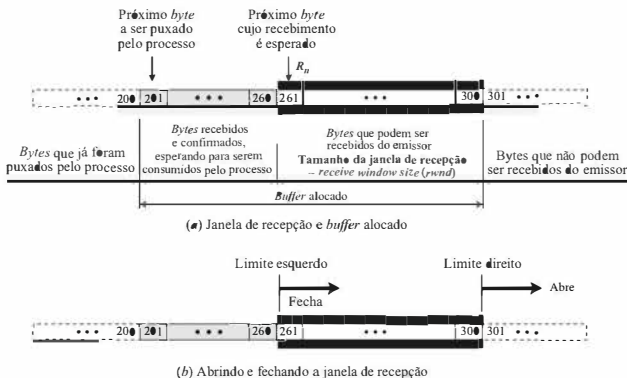 Próximo byte
a ser puxado
pelo processo
Próximo byte
cujo recebimento
é esperado
Rn
••• 200 201 ••• 260 261 ••• 300 301 •••
Bytes que já foram
puxados pelo processo
Bytes recebidos
e confirmados,
esperando para serem
consumidos pelo processo
Bytes que podem ser
recebidos do emissor
Tamanho da janela de recepção
– receive window size (rwnd)
Bytes que não podem
ser recebidos do emissor
Buffer alocado
(a) Janela de recepção e buffer alocado
Limite esquerdo
Fecha
Limite direito
Abre
••• 200 201 ••• 260 261 ••• 300 301 •••
(b) Abrindo e fechando a janela de recepção